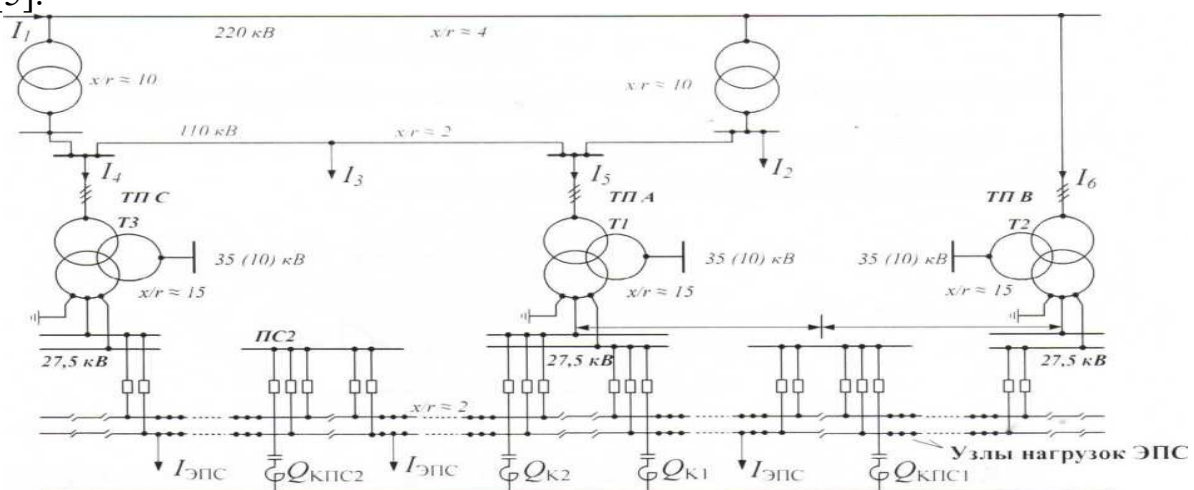 [5].
I1 220 кВ x/r ≈ 4
x/r ≈ 10 x/r ≈ 10
110 кВ x/r ≈ 2
I4 I3 I5 I2 I6
ТП С ТП А ТП В
Т3 Т1 Т2
35 (10) кВ 35 (10) кВ 35 (10) кВ
x/r ≈ 15 x/r ≈ 15 x/r ≈ 15
ПС2
27,5 кВ 27,5 кВ 27,5 кВ
x/r ≈ 2
Узлы нагрузок ЭПС
IЭПС QКПС2 IЭПС QК2 QК1 IЭПС QКПС1